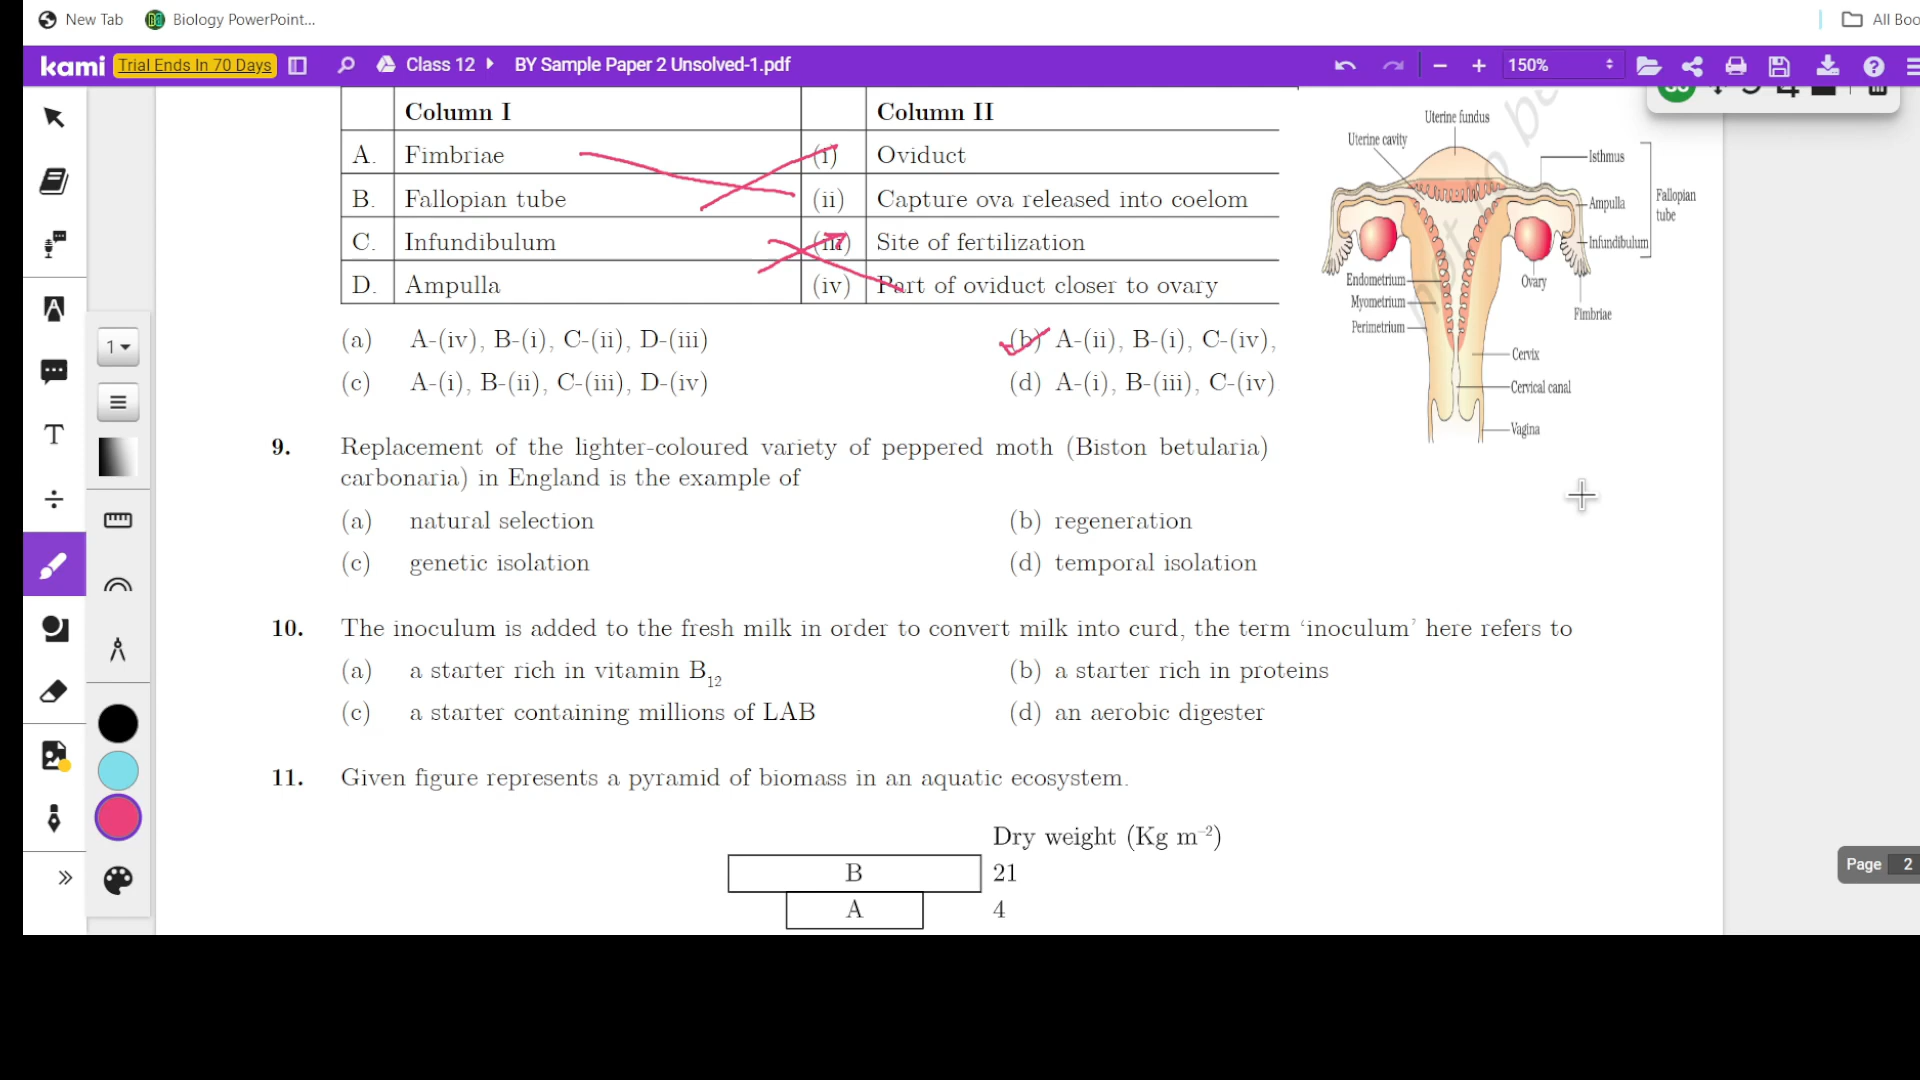 New Tab
Biology PowerPoint...
All Boo
kami
Trial Ends In 70 Days
Class 12
BY Sample Paper 2 Unsolved-1.pdf
150%
Column I Column II
A. Fimbriae (i) Oviduct
B. Fallopian tube (ii) Capture ova released into coelom
C. Infundibulum (iii) Site of fertilization
D. Ampulla (iv) Part of oviduct closer to ovary
(a) A-(iv), B-(i), C-(ii), D-(iii) (b) A-(ii), B-(i), C-(iv),
(c) A-(i), B-(ii), C-(iii), D-(iv) (d) A-(i), B-(iii), C-(iv)
Uterine fundus
Uterine cavity
Isthmus
Ampulla
Fallopian
tube
Infundibulum
Endometrium
Ovary
Myometrium
Fimbriae
Perimetrium
Cervix
Cervical canal
Vagina
9. Replacement of the lighter-coloured variety of peppered moth (Biston betularia)
carbonaria) in England is the example of
(a) natural selection (b) regeneration
(c) genetic isolation (d) temporal isolation
10. The inoculum is added to the fresh milk in order to convert milk into curd, the term ‘inoculum’ here refers to
(a) a starter rich in vitamin B12 (b) a starter rich in proteins
(c) a starter containing millions of LAB (d) an aerobic digester
11. Given figure represents a pyramid of biomass in an aquatic ecosystem.
Dry weight (Kg m–2)
B 21
A 4
1
Page 2